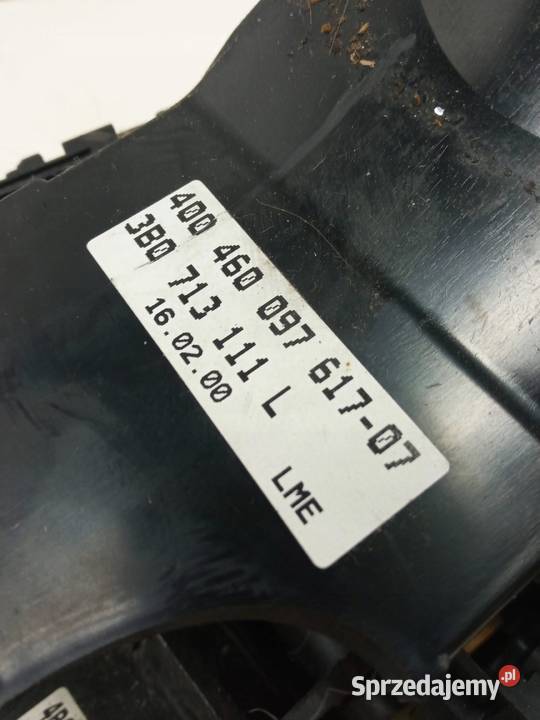 400 460 097 617-07
3B0 713 111 L
16.02.00
LME
Sprzedajemy.pl